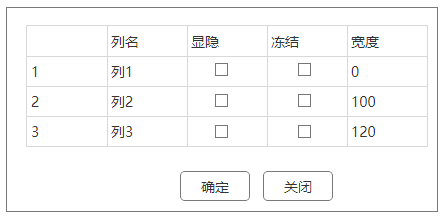 列名 显隐 冻结 宽度
1 列1 0
2 列2 100
3 列3 120
确定 关闭